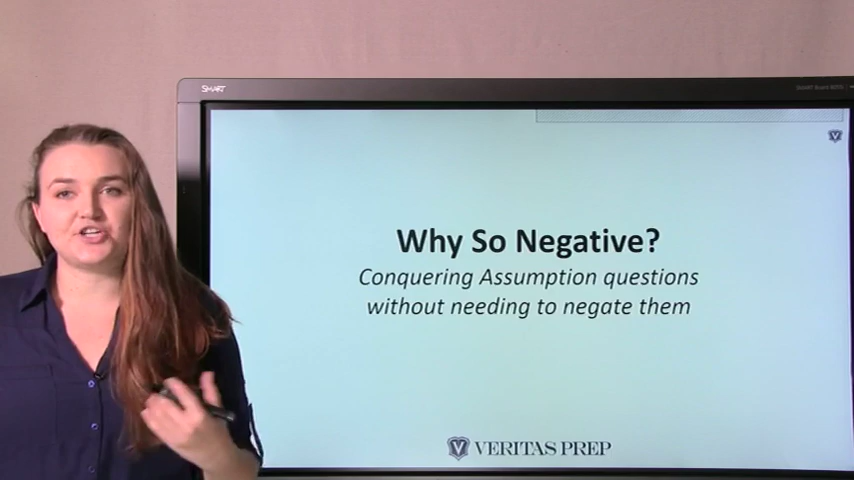 SMART
Why So Negative?
Conquering Assumption questions
without needing to negate them
VERITAS PREP